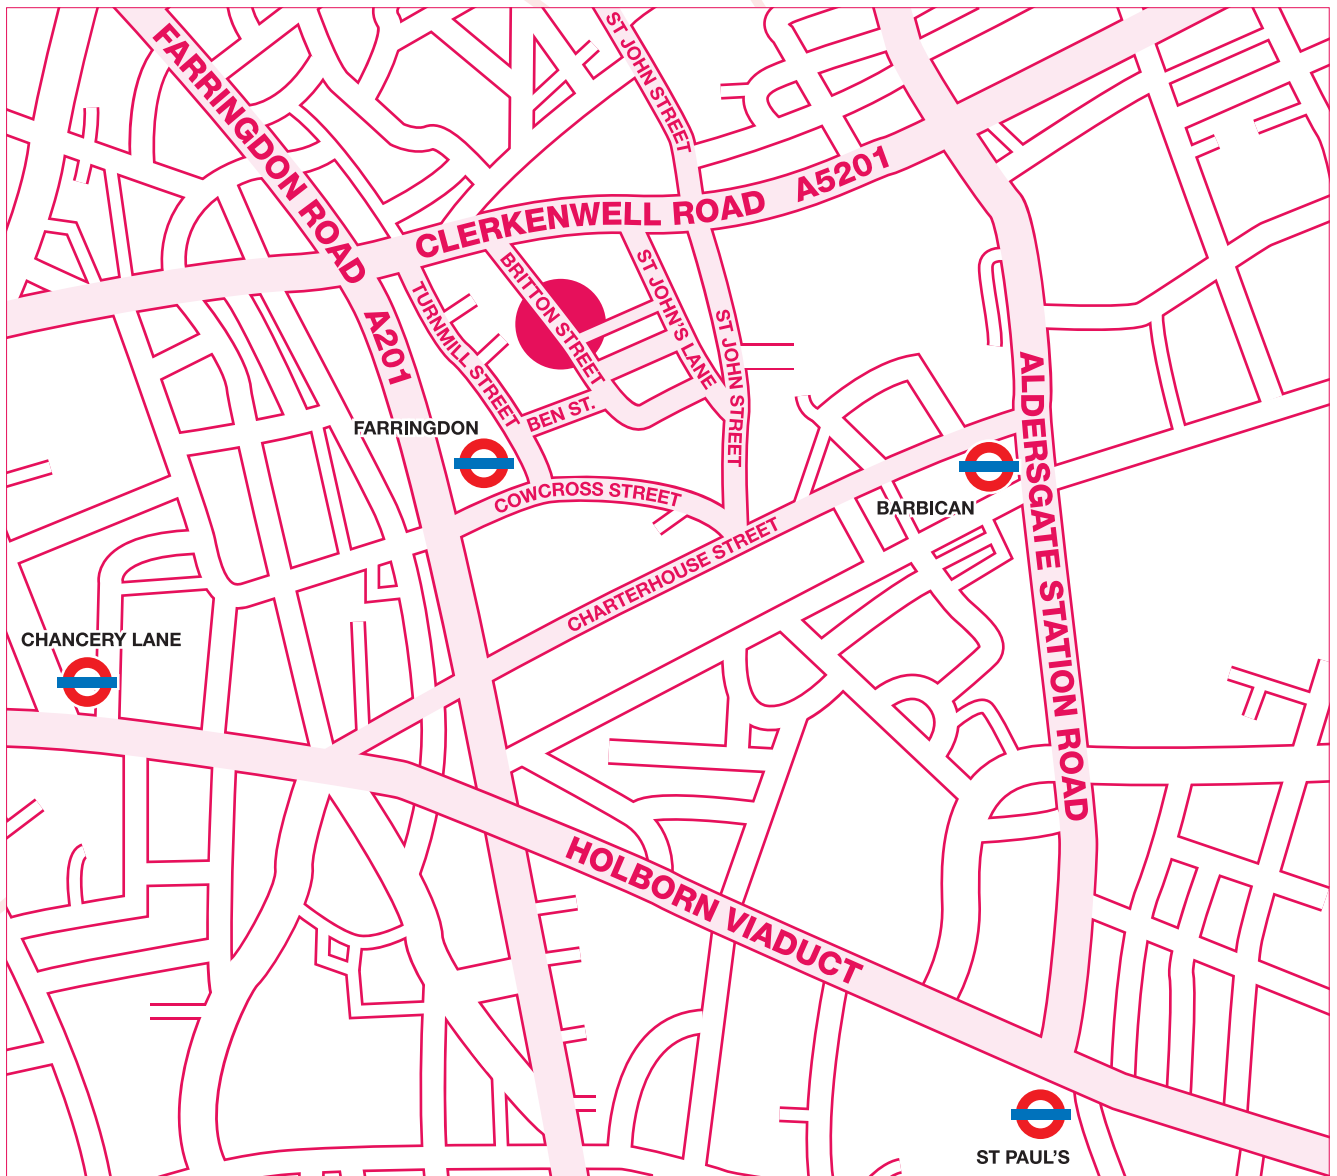 ST JOHN STREET
FARRINGDON ROAD
CLERKENWELL ROAD A5201
BRITTON STREET
ST JOHN'S LANE
TURNMILL STREET
A201
ST JOHN STREET
ALDERSGATE STATION ROAD
BEN ST.
FARRINGDON
COWCROSS STREET
BARBICAN
CHARTERHOUSE STREET
CHANCERY LANE
HOLBORN VIADUCT
ST PAUL'S